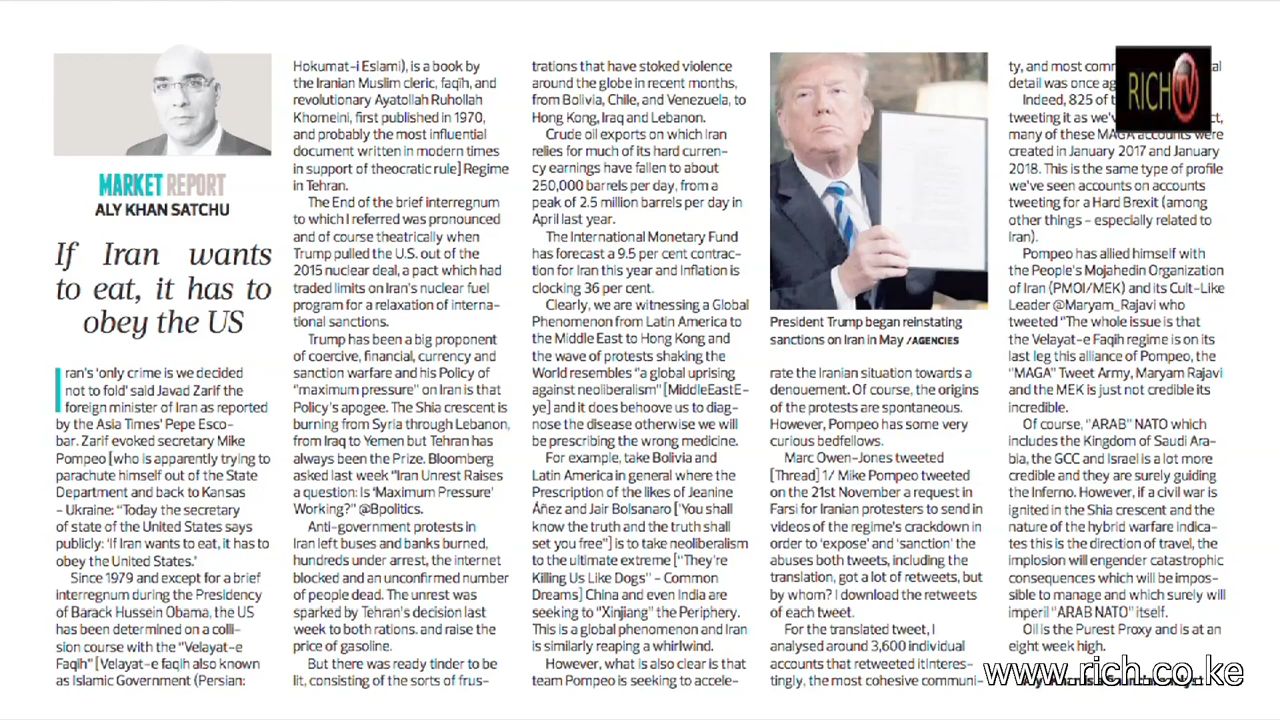 MARKET REPORT
ALY KHAN SATCHU
If Iran wants
to eat, it has to
obey the US
Iran's 'only crime is we decided
not to fold' said Javad Zarif the
foreign minister of Iran as reported
by the Asia Times' Pepe Esco-
bar. Zarif evoked secretary Mike
Pompeo [who is apparently trying to
parachute himself out of the State
Department and back to Kansas
– Ukraine: "Today the secretary
of state of the United States says
publicly: 'If Iran wants to eat, it has to
obey the United States.'
Since 1979 and except for a brief
interregnum during the Presidency
of Barack Hussein Obama, the US
has been determined on a colli-
sion course with the "Velayat-e
Faqih" [Velayat-e faqih also known
as Islamic Government (Persian:
Hokumat-i Eslami), is a book by
the Iranian Muslim cleric, faqīh, and
revolutionary Ayatollah Ruhollah
Khomeini, first published in 1970,
and probably the most influential
document written in modern times
in support of theocratic rule] Regime
in Tehran.
The End of the brief interregnum
to which I referred was pronounced
and of course theatrically when
Trump pulled the U.S. out of the
2015 nuclear deal, a pact which had
traded limits on Iran's nuclear fuel
program for a relaxation of interna-
tional sanctions.
Trump has been a big proponent
of coercive, financial, currency and
sanction warfare and his Policy of
"maximum pressure" on Iran is that
Policy's apogee. The Shia crescent is
burning from Syria through Lebanon,
from Iraq to Yemen but Tehran has
always been the Prize. Bloomberg
asked last week "Iran Unrest Raises
a question: Is 'Maximum Pressure'
Working?" @Bpolitics.
Anti-government protests in
Iran left buses and banks burned,
hundreds under arrest, the internet
blocked and an unconfirmed number
of people dead. The unrest was
sparked by Tehran's decision last
week to both rations. and raise the
price of gasoline.
But there was ready tinder to be
lit, consisting of the sorts of frus-
trations that have stoked violence
around the globe in recent months,
from Bolivia, Chile, and Venezuela, to
Hong Kong, Iraq and Lebanon.
Crude oil exports on which Iran
relies for much of its hard curren-
cy earnings have fallen to about
250,000 barrels per day, from a
peak of 2.5 million barrels per day in
April last year.
The International Monetary Fund
has forecast a 9.5 per cent contrac-
tion for Iran this year and Inflation is
clocking 36 per cent.
Clearly, we are witnessing a Global
Phenomenon from Latin America to
the Middle East to Hong Kong and
the wave of protests shaking the
World resembles "a global uprising
against neoliberalism" [MiddleEastE-
ye] and it does behoove us to diag-
nose the disease otherwise we will
be prescribing the wrong medicine.
For example, take Bolivia and
Latin America in general where the
Prescription of the likes of Jeanine
Áñez and Jair Bolsanaro ['You shall
know the truth and the truth shall
set you free"] is to take neoliberalism
to the ultimate extreme ["They're
Killing Us Like Dogs" – Common
Dreams] China and even India are
seeking to "Xinjiang" the Periphery.
This is a global phenomenon and Iran
is similarly reaping a whirlwind.
However, what is also clear is that
team Pompeo is seeking to accele-
President Trump began reinstating
sanctions on Iran in May /AGENCIES
rate the Iranian situation towards a
denouement. Of course, the origins
of the protests are spontaneous.
However, Pompeo has some very
curious bedfellows.
Marc Owen-Jones tweeted
[Thread] 1/ Mike Pompeo tweeted
on the 21st November a request in
Farsi for Iranian protesters to send in
videos of the regime's crackdown in
order to 'expose' and 'sanction' the
abuses both tweets, including the
translation, got a lot of retweets, but
by whom? I download the retweets
of each tweet.
For the translated tweet, I
analysed around 3,600 individual
accounts that retweeted itInteres-
tingly, the most cohesive communi-
ty, and most
detail was once
Indeed, 825 of
tweeting it as we've
many of these MAGA accounts were
created in January 2017 and January
2018. This is the same type of profile
we've seen accounts on accounts
tweeting for a Hard Brexit (among
other things – especially related to
Iran).
Pompeo has allied himself with
the People's Mojahedin Organization
of Iran (PMOI/MEK) and its Cult-Like
Leader @Maryam_Rajavi who
tweeted "The whole issue is that
the Velayat-e Faqih regime is on its
last leg this alliance of Pompeo, the
"MAGA" Tweet Army, Maryam Rajavi
and the MEK is just not credible its
incredible.
Of course, "ARAB" NATO which
includes the Kingdom of Saudi Ara-
bia, the GCC and Israel is a lot more
credible and they are surely guiding
the Inferno. However, if a civil war is
ignited in the Shia crescent and the
nature of the hybrid warfare indica-
tes this is the direction of travel, the
implosion will engender catastrophic
consequences which will be impos-
sible to manage and which surely will
imperil "ARAB NATO" itself.
Oil is the Purest Proxy and is at an
eight week high.
RICH TV
www.rich.co.ke